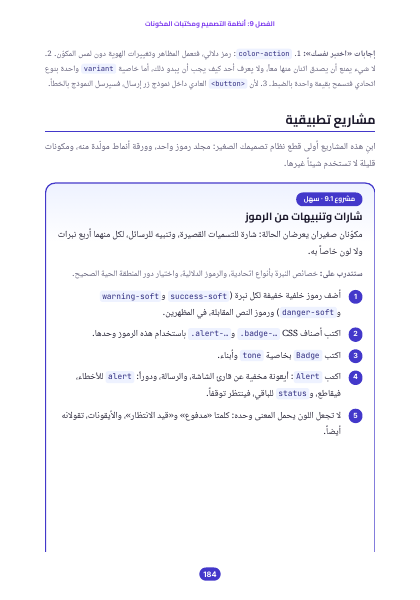 الفصل 9: أنظمة التصميم ومكتبات المكونات
إجابات «اختبر نفسك»: 1. color-action: رمز دلالي، فتعمل المظاهر وتغييرات الهوية دون لمس المكوّن. 2.
لا شيء يمنع أن يصدق اثنان منها معاً، ولا يعرف أحد كيف يجب أن يبدو ذلك، أما خاصية variant واحدة بنوع
اتحادي فتسمح بقيمة واحدة بالضبط. 3. لأن <button> العادي داخل نموذج زر إرسال، فسيرسل النموذج بالخطأ.
مشاريع تطبيقية
ابنِ هذه المشاريع أولى قطع نظام تصميمك الصغير: مجلد رموز واحد، وورقة أنماط مولّدة منه، ومكونات
قليلة لا تستخدم شيئاً غيرها.
مشروع 9.1 · سهل
شارات وتنبيهات من الرموز
مكوّنان صغيران يعرضان الحالة: شارة للتسميات القصيرة، وتنبيه للرسائل، لكل منهما أربع نبرات
ولا لون خاصاً به.
ستتدرب على: خصائص النبرة بأنواع اتحادية، والرموز الدلالية، واختيار دور المنطقة الحية الصحيح.
1 أضف رموز خلفية خفيفة لكل نبرة (success-soft و warning-soft
و danger-soft) ورموز النص المقابلة، في المظهرين.
2 اكتب أصناف CSS ‎.badge-…‎ و ‎.alert-…‎ باستخدام هذه الرموز وحدها.
3 اكتب Badge بخاصية tone وأبناء.
4 اكتب Alert: أيقونة مخفية عن قارئ الشاشة، والرسالة، ودوراً: alert للأخطاء،
فيقاطع، و status للباقي، فينتظر توقفاً.
5 لا تجعل اللون يحمل المعنى وحده: كلمتا «مدفوع» و«قيد الانتظار»، والأيقونات، تقولانه
أيضاً.
184